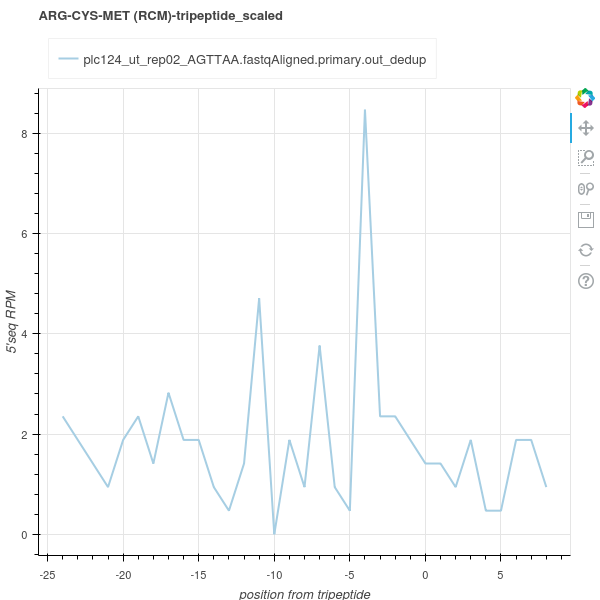 ARG-CYS-MET (RCM)-tripeptide_scaled
plc124_ut_rep02_AGTTAA.fastqAligned.primary.out_dedup
8
6
4
2
0
5'seq RPM
-25 -20 -15 -10 -5 0 5
position from tripeptide